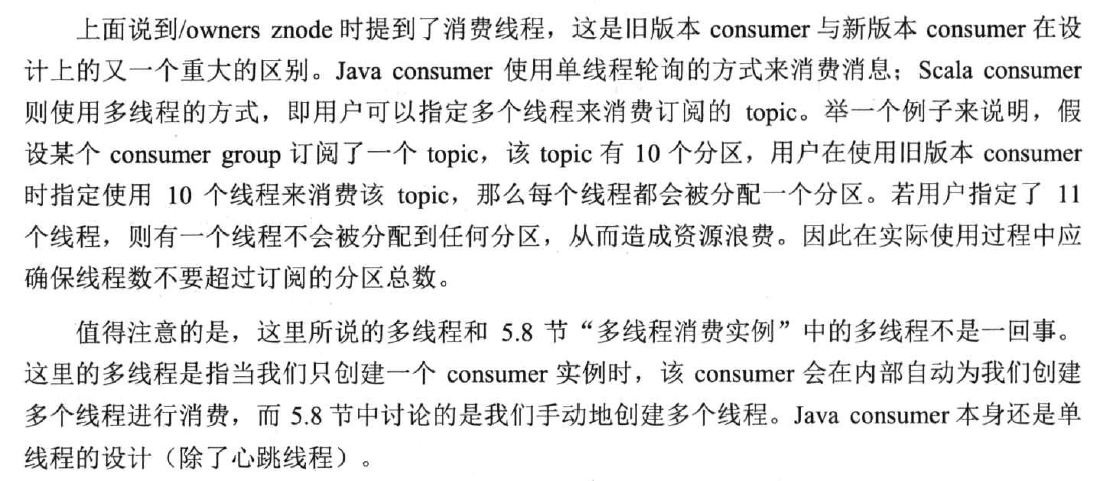 上面说到/owners znode 时提到了消费线程，这是旧版本 consumer 与新版本 consumer 在设
计上的又一个重大的区别。Java consumer 使用单线程轮询的方式来消费消息；Scala consumer
则使用多线程的方式，即用户可以指定多个线程来消费订阅的 topic。举一个例子来说明，假
设某个 consumer group 订阅了一个 topic，该 topic 有 10 个分区，用户在使用旧版本 consumer
时指定使用 10 个线程来消费该 topic，那么每个线程都会被分配一个分区。若用户指定了 11
个线程，则有一个线程不会被分配到任何分区，从而造成资源浪费。因此在实际使用过程中应
确保线程数不要超过订阅的分区总数。
值得注意的是，这里所说的多线程和 5.8 节“多线程消费实例”中的多线程不是一回事。
这里的多线程是指当我们只创建一个 consumer 实例时，该 consumer 会在内部自动为我们创建
多个线程进行消费，而 5.8 节中讨论的是我们手动地创建多个线程。Java consumer 本身还是单
线程的设计（除了心跳线程）。